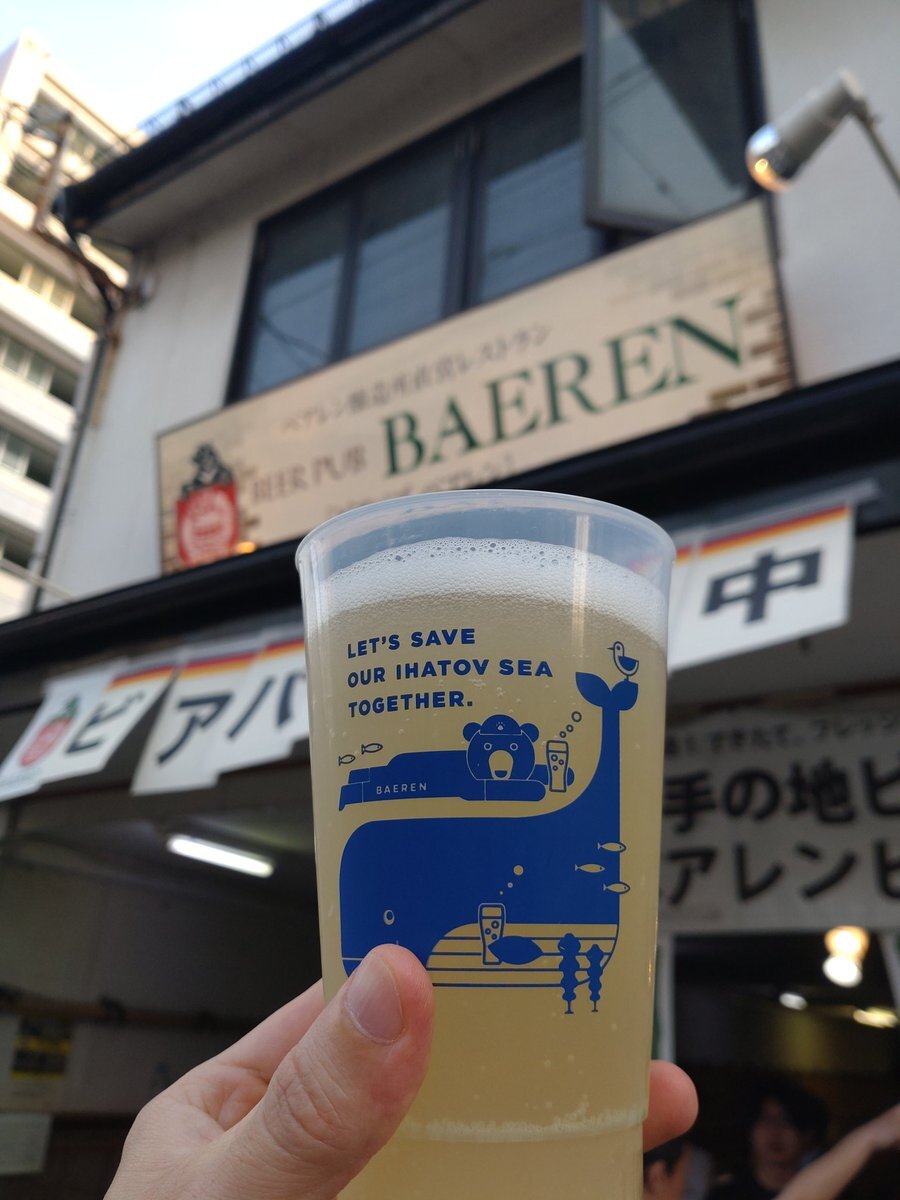 ベアレン醸造所直営レストラン
BEER PUB BAEREN
LET'S SAVE
OUR IHATOV SEA
TOGETHER.
BAEREN
ビアバ
中
手の地ビ
アレンビ